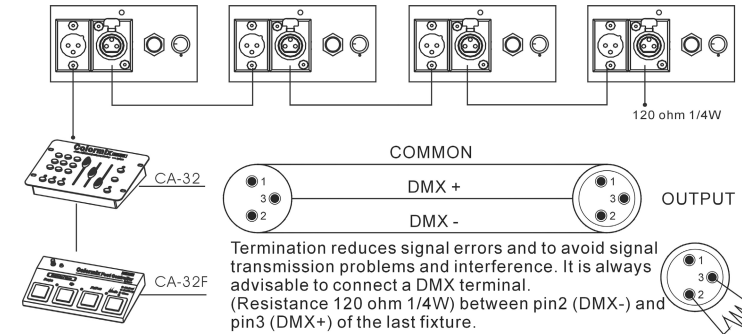 120 ohm 1/4W
COMMON
CA-32
1
DMX +
1
3
3
OUTPUT
2
DMX -
2
Termination reduces signal errors and to avoid signal
transmission problems and interference. It is always
CA-32F
advisable to connect a DMX terminal.
(Resistance 120 ohm 1/4W) between pin2 (DMX-) and
pin3 (DMX+) of the last fixture.
1
3
2